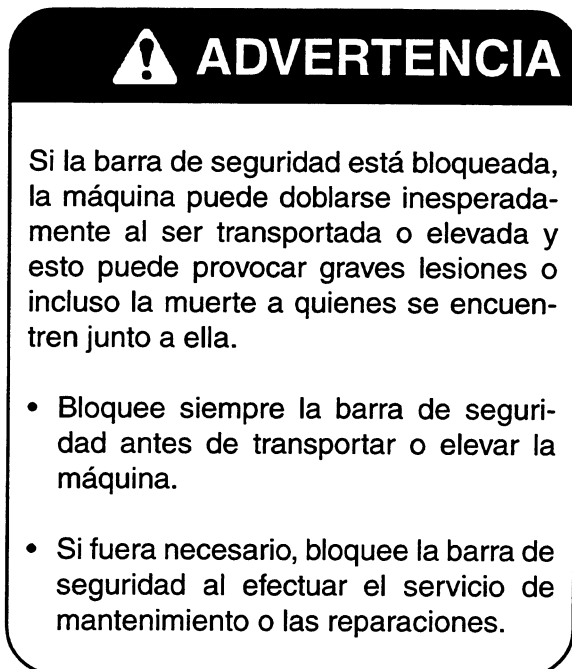 ADVERTENCIA
Si la barra de seguridad está bloqueada,
la máquina puede doblarse inesperada-
mente al ser transportada o elevada y
esto puede provocar graves lesiones o
incluso la muerte a quienes se encuen-
tren junto a ella.
• Bloquee siempre la barra de seguri-
dad antes de transportar o elevar la
máquina.
• Si fuera necesario, bloquee la barra de
seguridad al efectuar el servicio de
mantenimiento o las reparaciones.